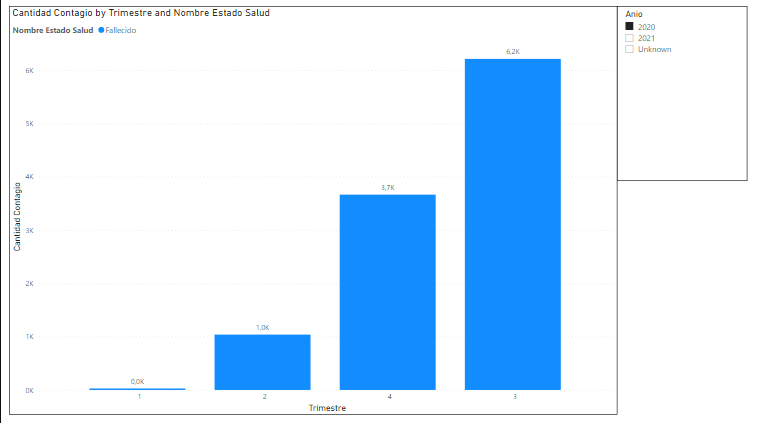 Cantidad Contagio by Trimestre and Nombre Estado Salud
Nombre Estado Salud Fallecido
Cantidad Contagio
6K
5K
4K
3K
2K
1K
0K
0,0K
1,0K
3,7K
6,2K
1 2 4 3
Trimestre
Anio
2020
2021
Unknown